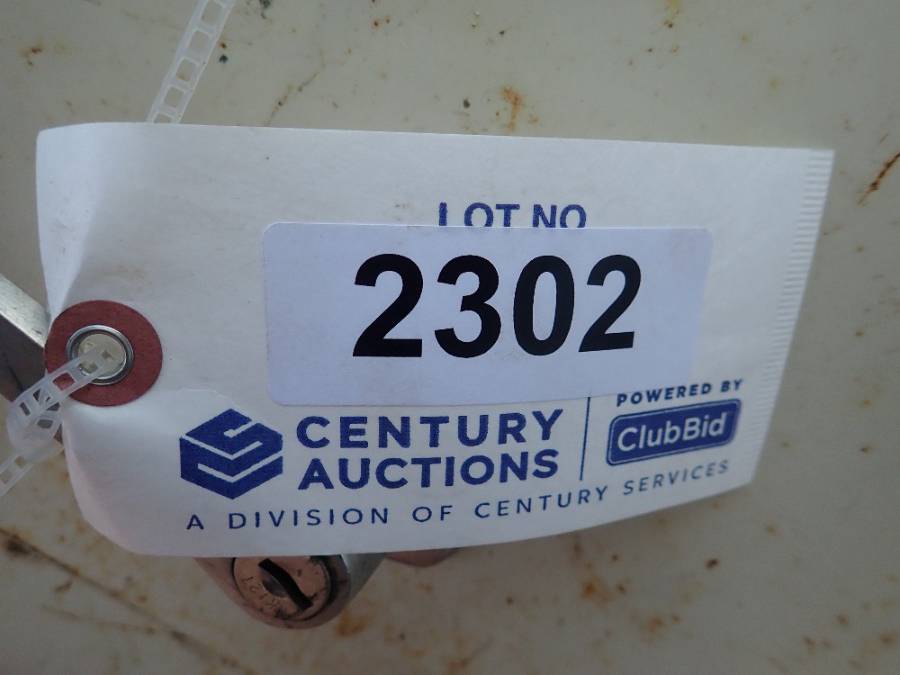 LOT NO
2302
CENTURY
AUCTIONS
POWERED BY
ClubBid
A DIVISION OF CENTURY SERVICES